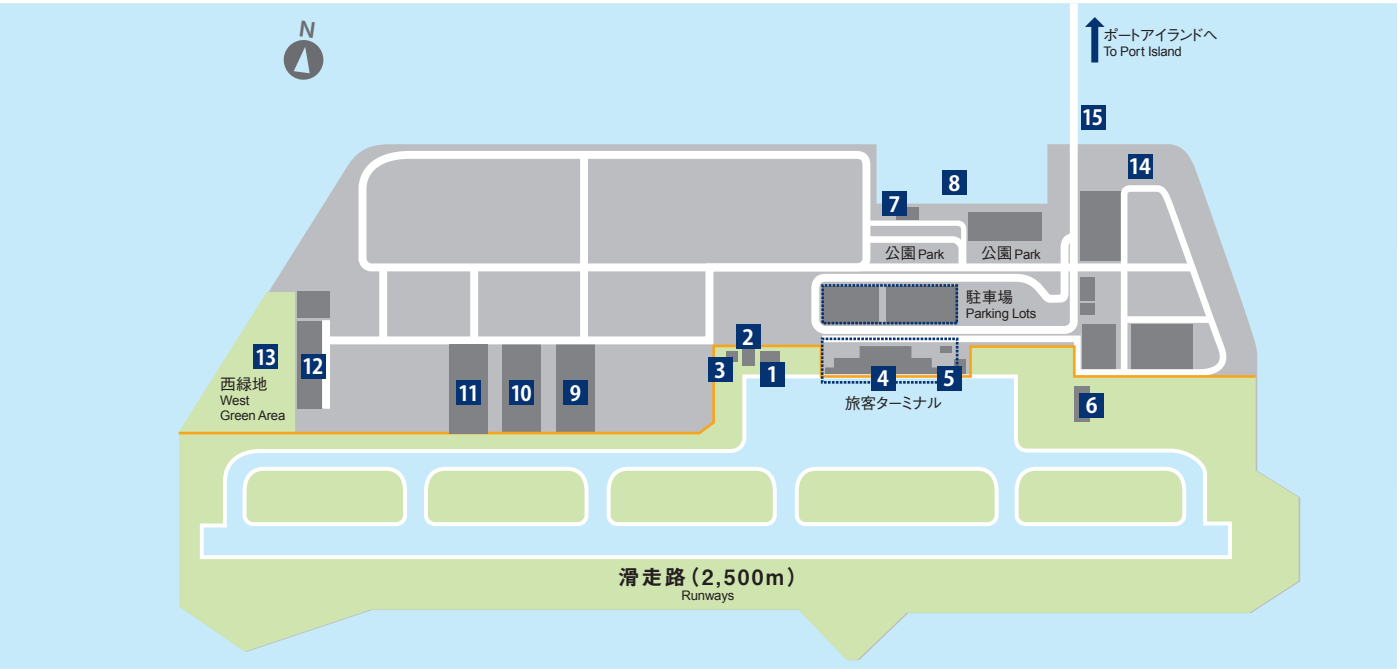 N
ポートアイランドへ
To Port Island
15
14
8
7
公園 Park
公園 Park
駐車場
Parking Lots
2
13
12
3
1
4
5
西緑地
West
Green Area
11
10
9
旅客ターミナル
6
滑走路(2,500m)
Runways